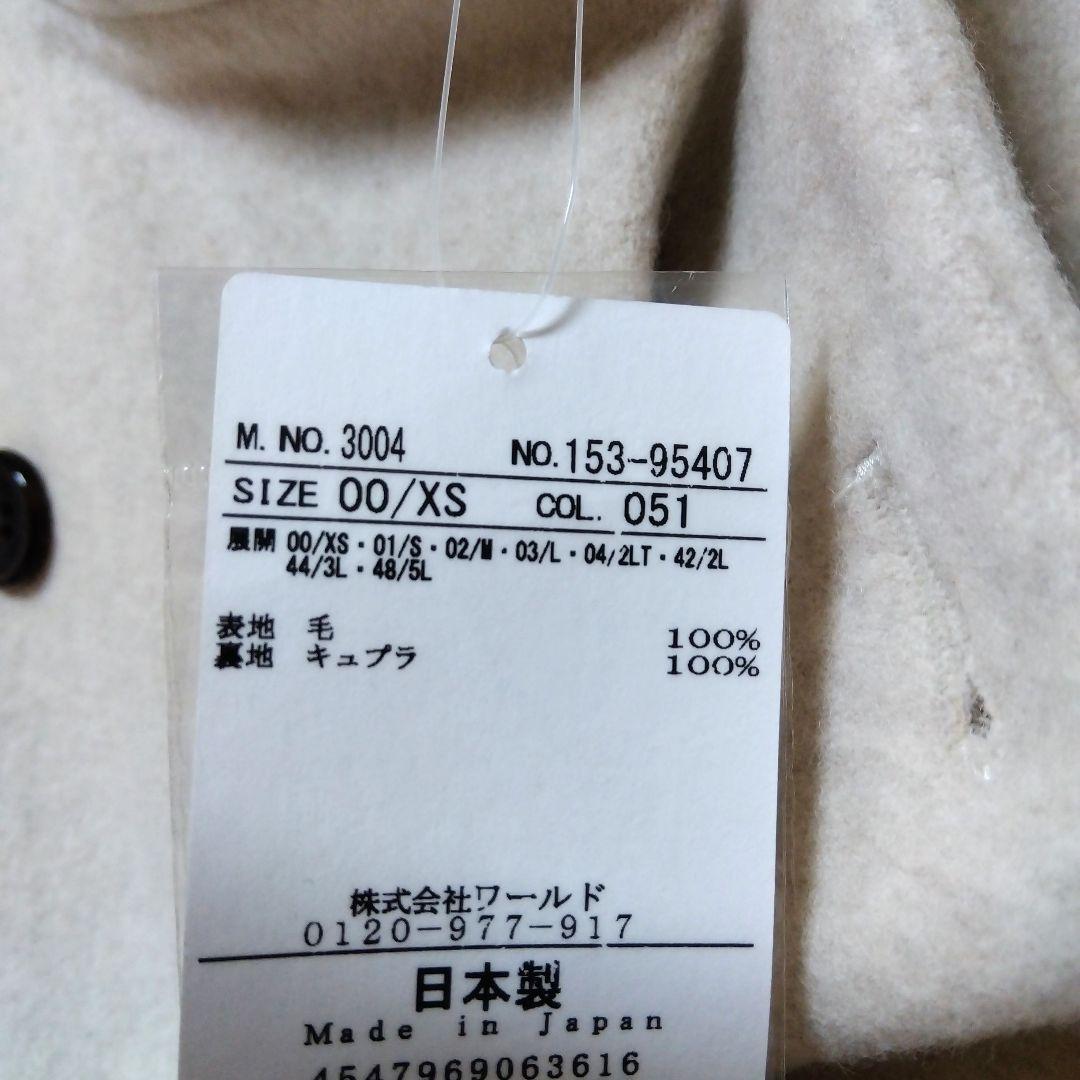 M. NO. 3004 NO. 153-95407
SIZE 00/XS COL. 051
展開 00/XS・01/S・02/M・03/L・04/2LT・42/2L
44/3L・48/5L
表地 毛 100%
裏地 キュプラ 100%
株式会社ワールド
0120-977-917
日本製
Made in Japan
4547969063616